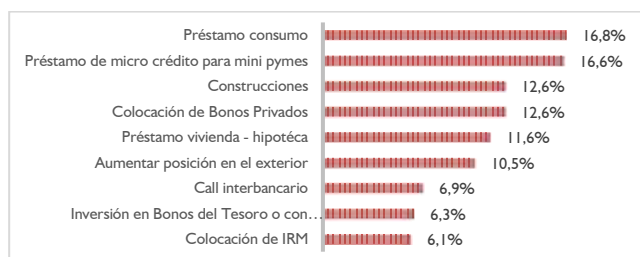 Préstamo consumo 16,8%
Préstamo de micro crédito para mini pymes 16,6%
Construcciones 12,6%
Colocación de Bonos Privados 12,6%
Préstamo vivienda - hipotéca 11,6%
Aumentar posición en el exterior 10,5%
Call interbancario 6,9%
Inversión en Bonos del Tesoro o con… 6,3%
Colocación de IRM 6,1%